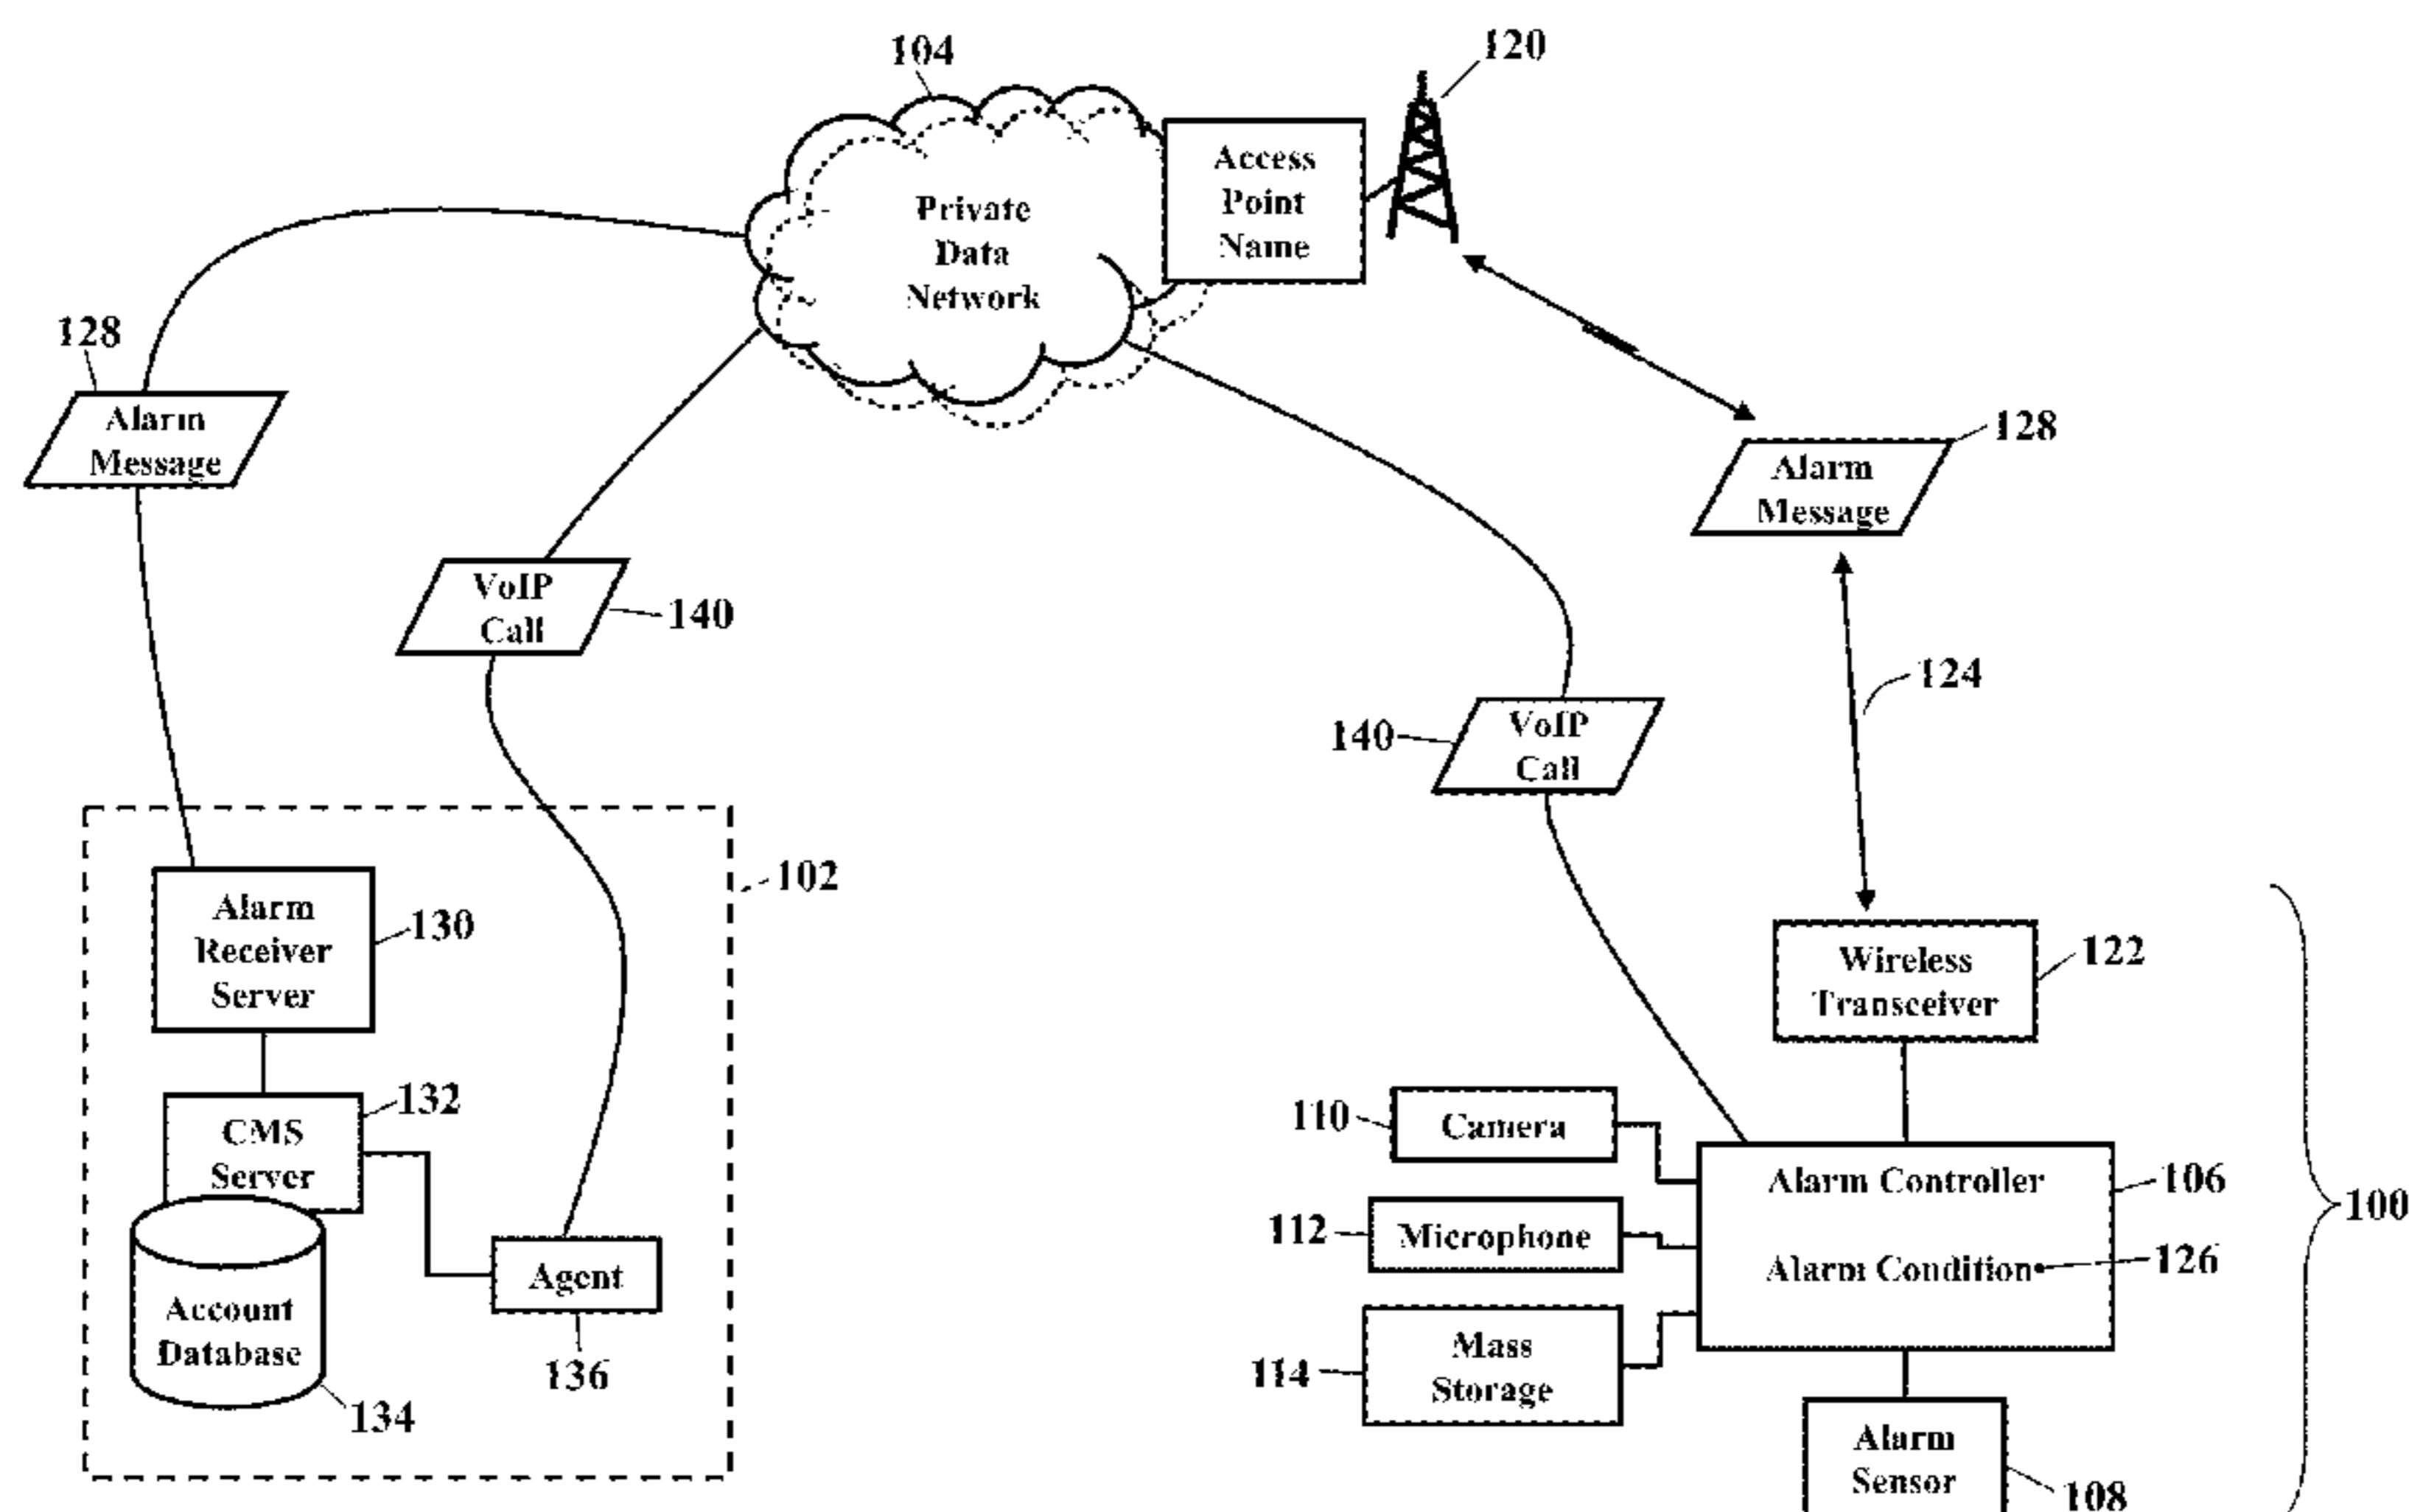 104
120
Access
Point
Name
Private
Data
Network
128
Alarm
Message
128
Alarm
Message
VoIP
Call
140
124
140
VoIP
Call
102
Alarm
Receiver
Server
130
Wireless
Transceiver
122
132
CMS
Server
110
Camera
Alarm Controller
106
100
112
Microphone
Alarm Condition
126
Agent
Account
Database
136
134
114
Mass
Storage
Alarm
Sensor
108